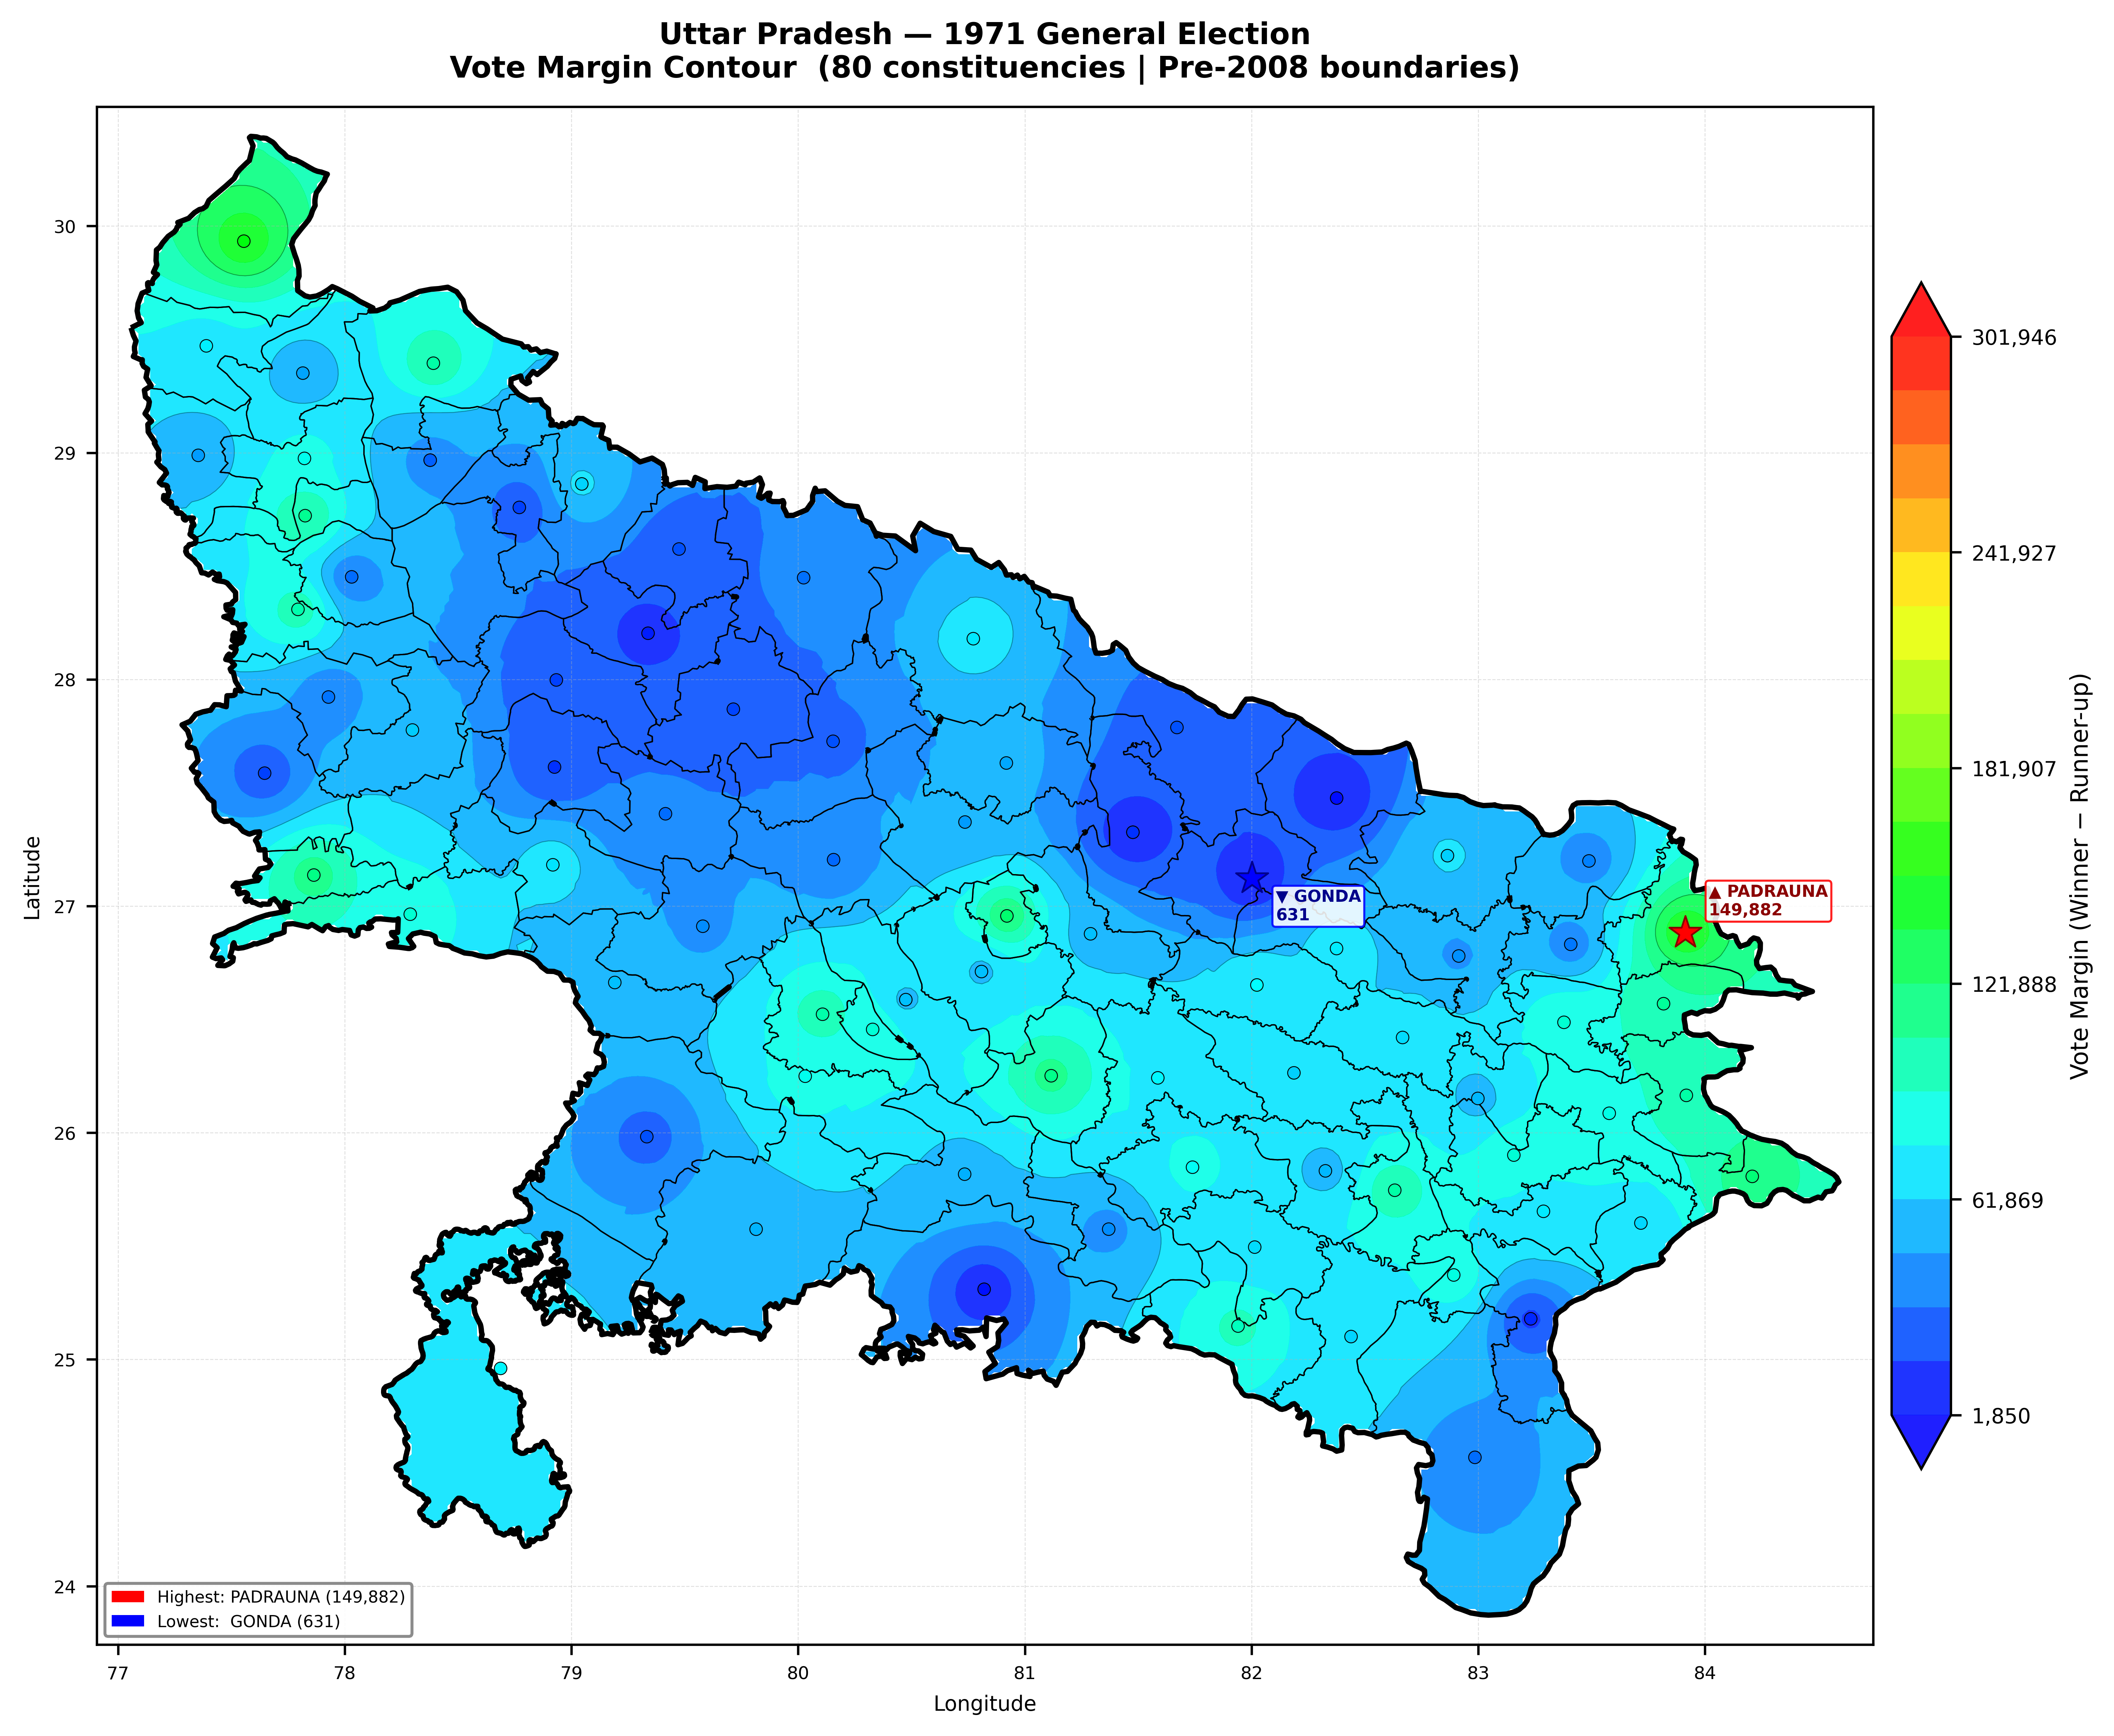 Uttar Pradesh — 1971 General Election
Vote Margin Contour  (80 constituencies | Pre-2008 boundaries)
30
29
28
27
26
25
24
Latitude
▲ PADRAUNA
149,882
▼ GONDA
631
Highest: PADRAUNA (149,882)
Lowest:  GONDA (631)
77
78
79
80
81
82
83
84
Longitude
301,946
241,927
181,907
121,888
61,869
1,850
Vote Margin (Winner − Runner-up)